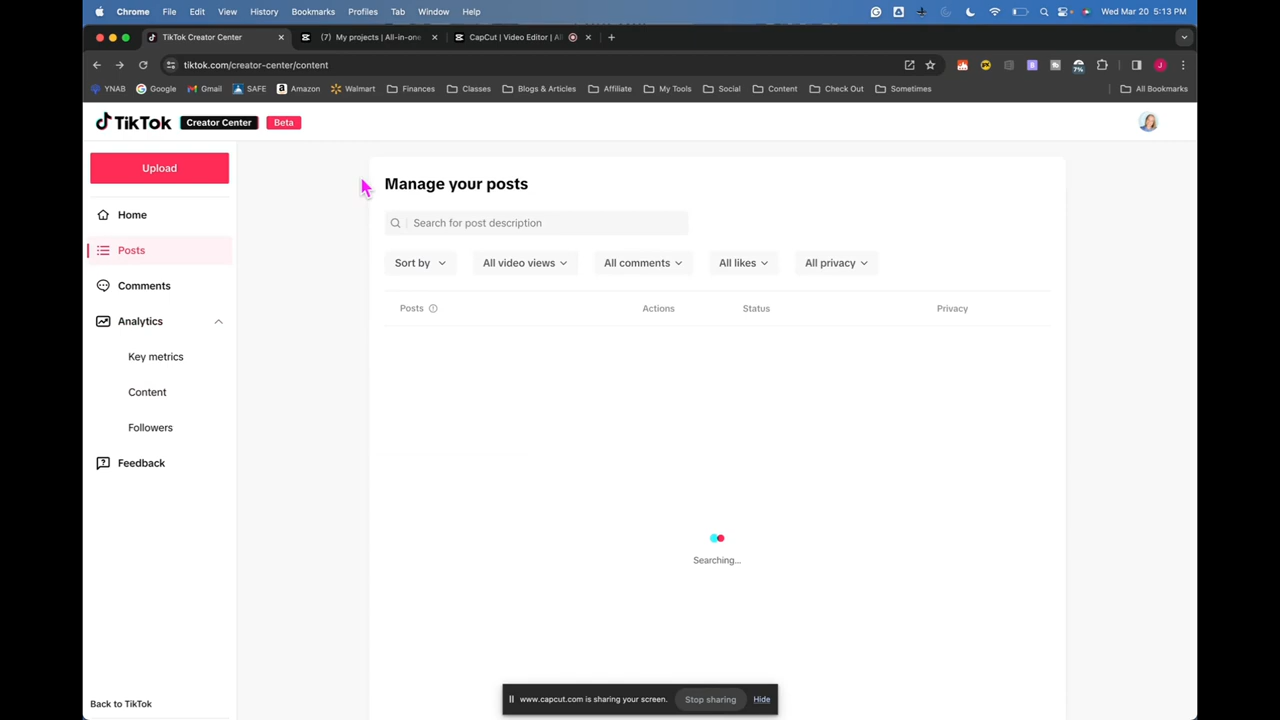 Chrome File Edit View History Bookmarks Profiles Tab Window Help Wed Mar 20 5:13 PM
TikTok Creator Center (7) My projects | All-in-one CapCut | Video Editor | Al
tiktok.com/creator-center/content
YNAB Google Gmail SAFE Amazon Walmart Finances Classes Blogs & Articles Affiliate My Tools Social Content Check Out Sometimes All Bookmarks
TikTok Creator Center Beta
Upload
Home
Posts
Comments
Analytics
Key metrics
Content
Followers
Feedback
Back to TikTok
Manage your posts
Search for post description
Sort by All video views All comments All likes All privacy
Posts Actions Status Privacy
Searching...
www.capcut.com is sharing your screen. Stop sharing Hide